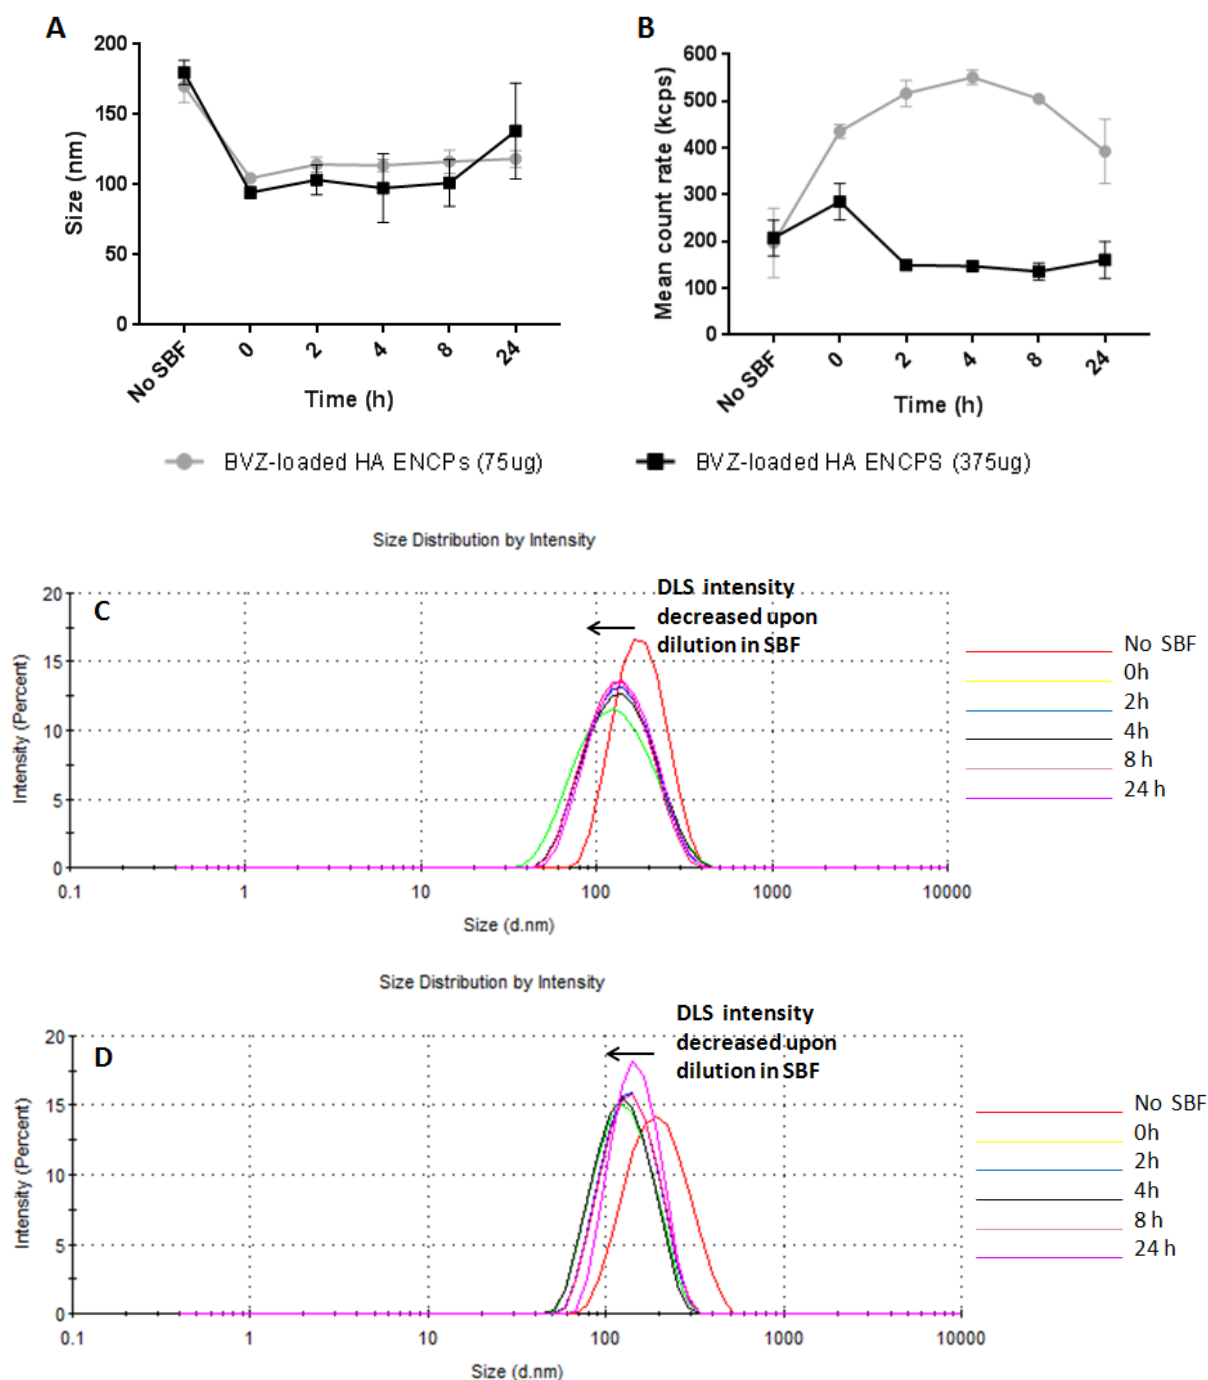 A
B
200
150
100
50
0
Size (nm)
No SBF
0
2
4
8
24
Time (h)
600
500
400
300
200
100
0
Mean count rate (kcps)
No SBF
0
2
4
8
24
Time (h)
BVZ-loaded HA ENCPs (75ug)
BVZ-loaded HA ENCPS (375ug)
Size Distribution by Intensity
C
DLS intensity
decreased upon
dilution in SBF
20
15
10
5
0
Intensity (Percent)
0.1
1
10
100
1000
10000
Size (d.nm)
No SBF
0h
2h
4h
8 h
24 h
Size Distribution by Intensity
D
DLS intensity
decreased upon
dilution in SBF
20
15
10
5
0
Intensity (Percent)
0.1
1
10
100
1000
10000
Size (d.nm)
No SBF
0h
2h
4h
8 h
24 h